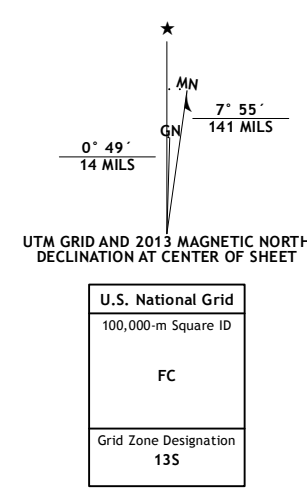 ★
MN
7° 55´
141 MILS
GN
0° 49´
14 MILS
UTM GRID AND 2013 MAGNETIC NORTH
DECLINATION AT CENTER OF SHEET
U.S. National Grid
100,000-m Square ID
FC
Grid Zone Designation
13S